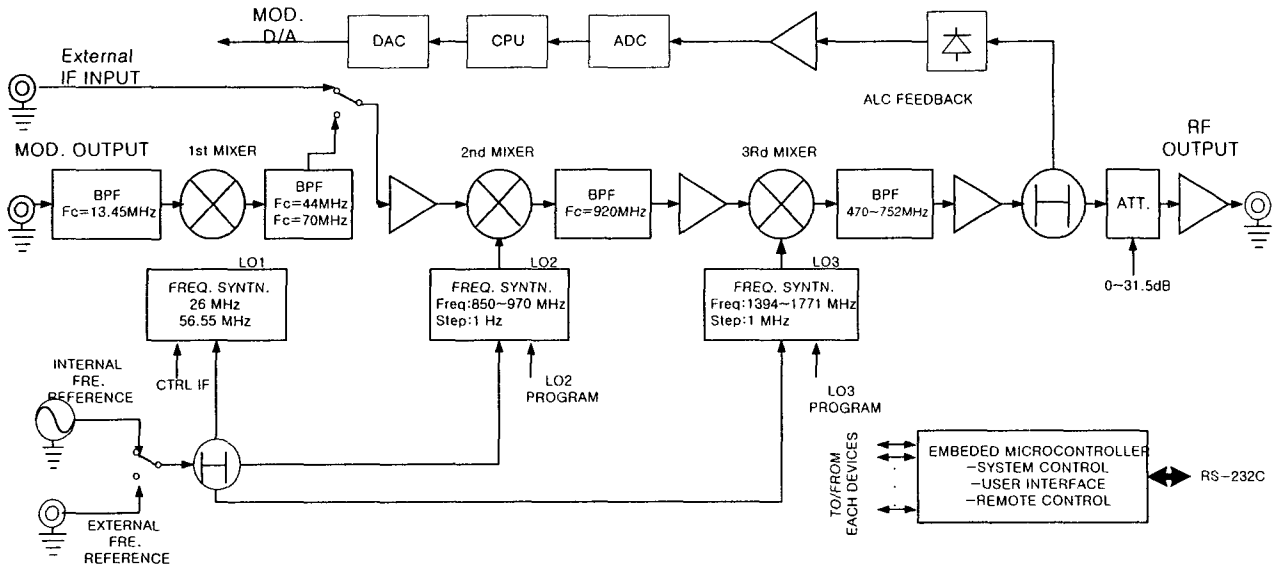 MOD.
D/A
DAC
CPU
ADC
ALC FEEDBACK
External
IF INPUT
MOD. OUTPUT
BPF
Fc=13.45MHz
1st MIXER
BPF
Fc=44MHz
Fc=70MHz
2nd MIXER
BPF
Fc=920MHz
3Rd MIXER
BPF
470~752MHz
ATT.
RF
OUTPUT
0~31.5dB
LO1
FREQ. SYNTN.
26 MHz
56.55 MHz
CTRL IF
LO2
FREQ. SYNTN.
Freq:850~970 MHz
Step:1 Hz
LO2
PROGRAM
LO3
FREQ. SYNTN.
Freq:1394~1771 MHz
Step:1 MHz
LO3
PROGRAM
INTERNAL
FRE.
REFERENCE
EXTERNAL
FRE.
REFERENCE
TO/FROM
EACH DEVICES
EMBEDED MICROCONTROLLER
-SYSTEM CONTROL
-USER INTERFACE
-REMOTE CONTROL
RS-232C